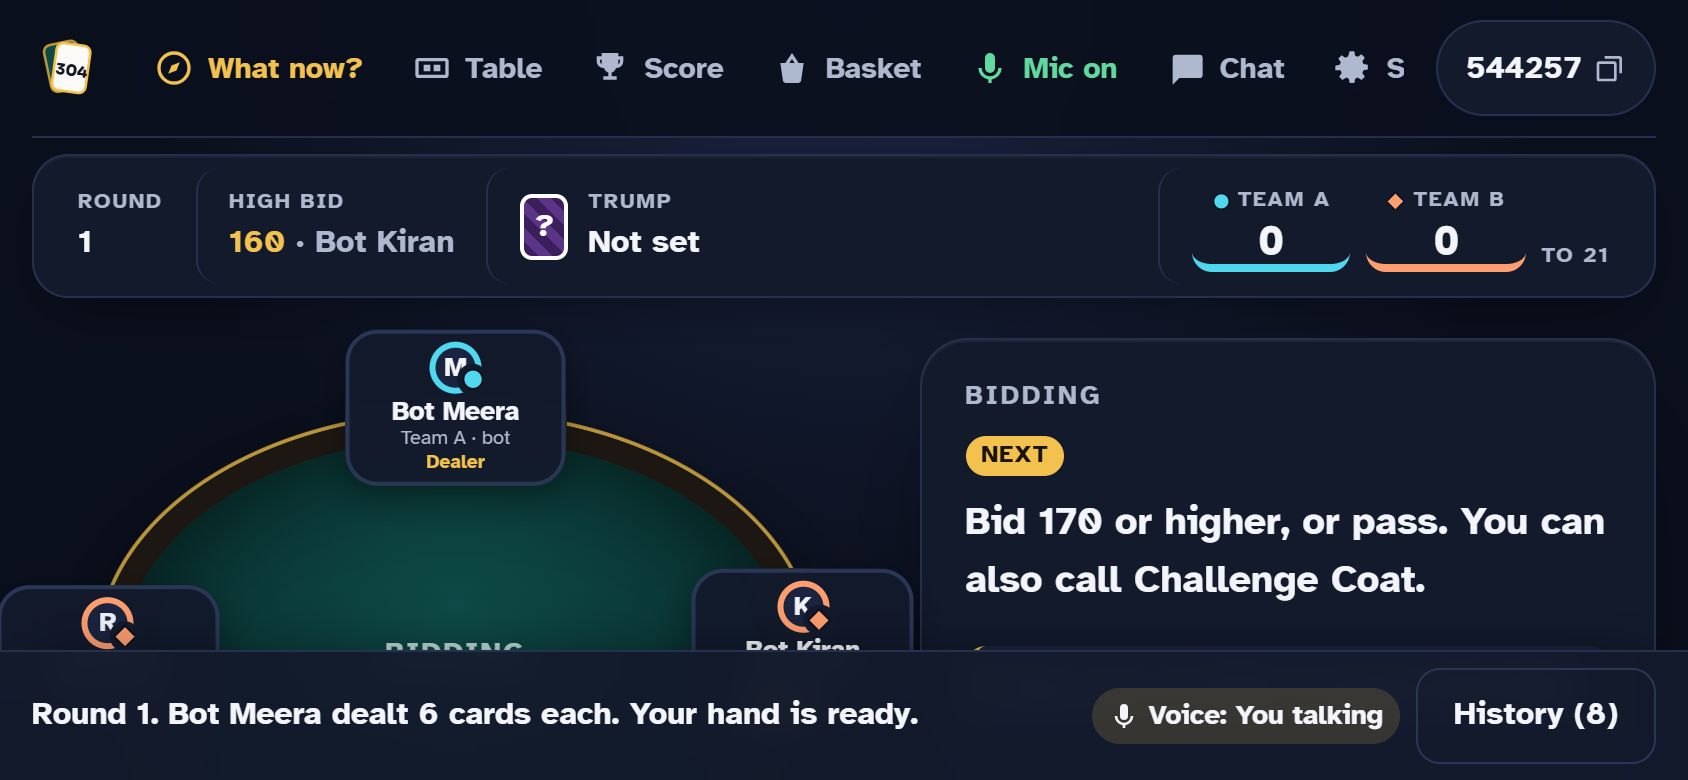 304
What now?
Table
Score
Basket
Mic on
Chat
S
544257
ROUND
1
HIGH BID
160 · Bot Kiran
?
TRUMP
Not set
TEAM A
0
TEAM B
0
TO 21
M
Bot Meera
Team A · bot
Dealer
R
K
Bot Kiran
BIDDING
BIDDING
NEXT
Bid 170 or higher, or pass. You can
also call Challenge Coat.
Round 1. Bot Meera dealt 6 cards each. Your hand is ready.
Voice: You talking
History (8)